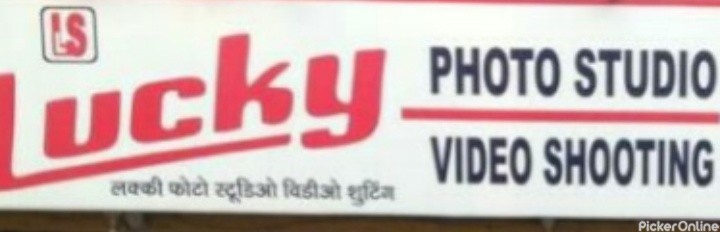 LS
Lucky
PHOTO STUDIO
VIDEO SHOOTING
लक्की फोटो स्टूडिओ विडीओ शुटिंग
PickerOnline